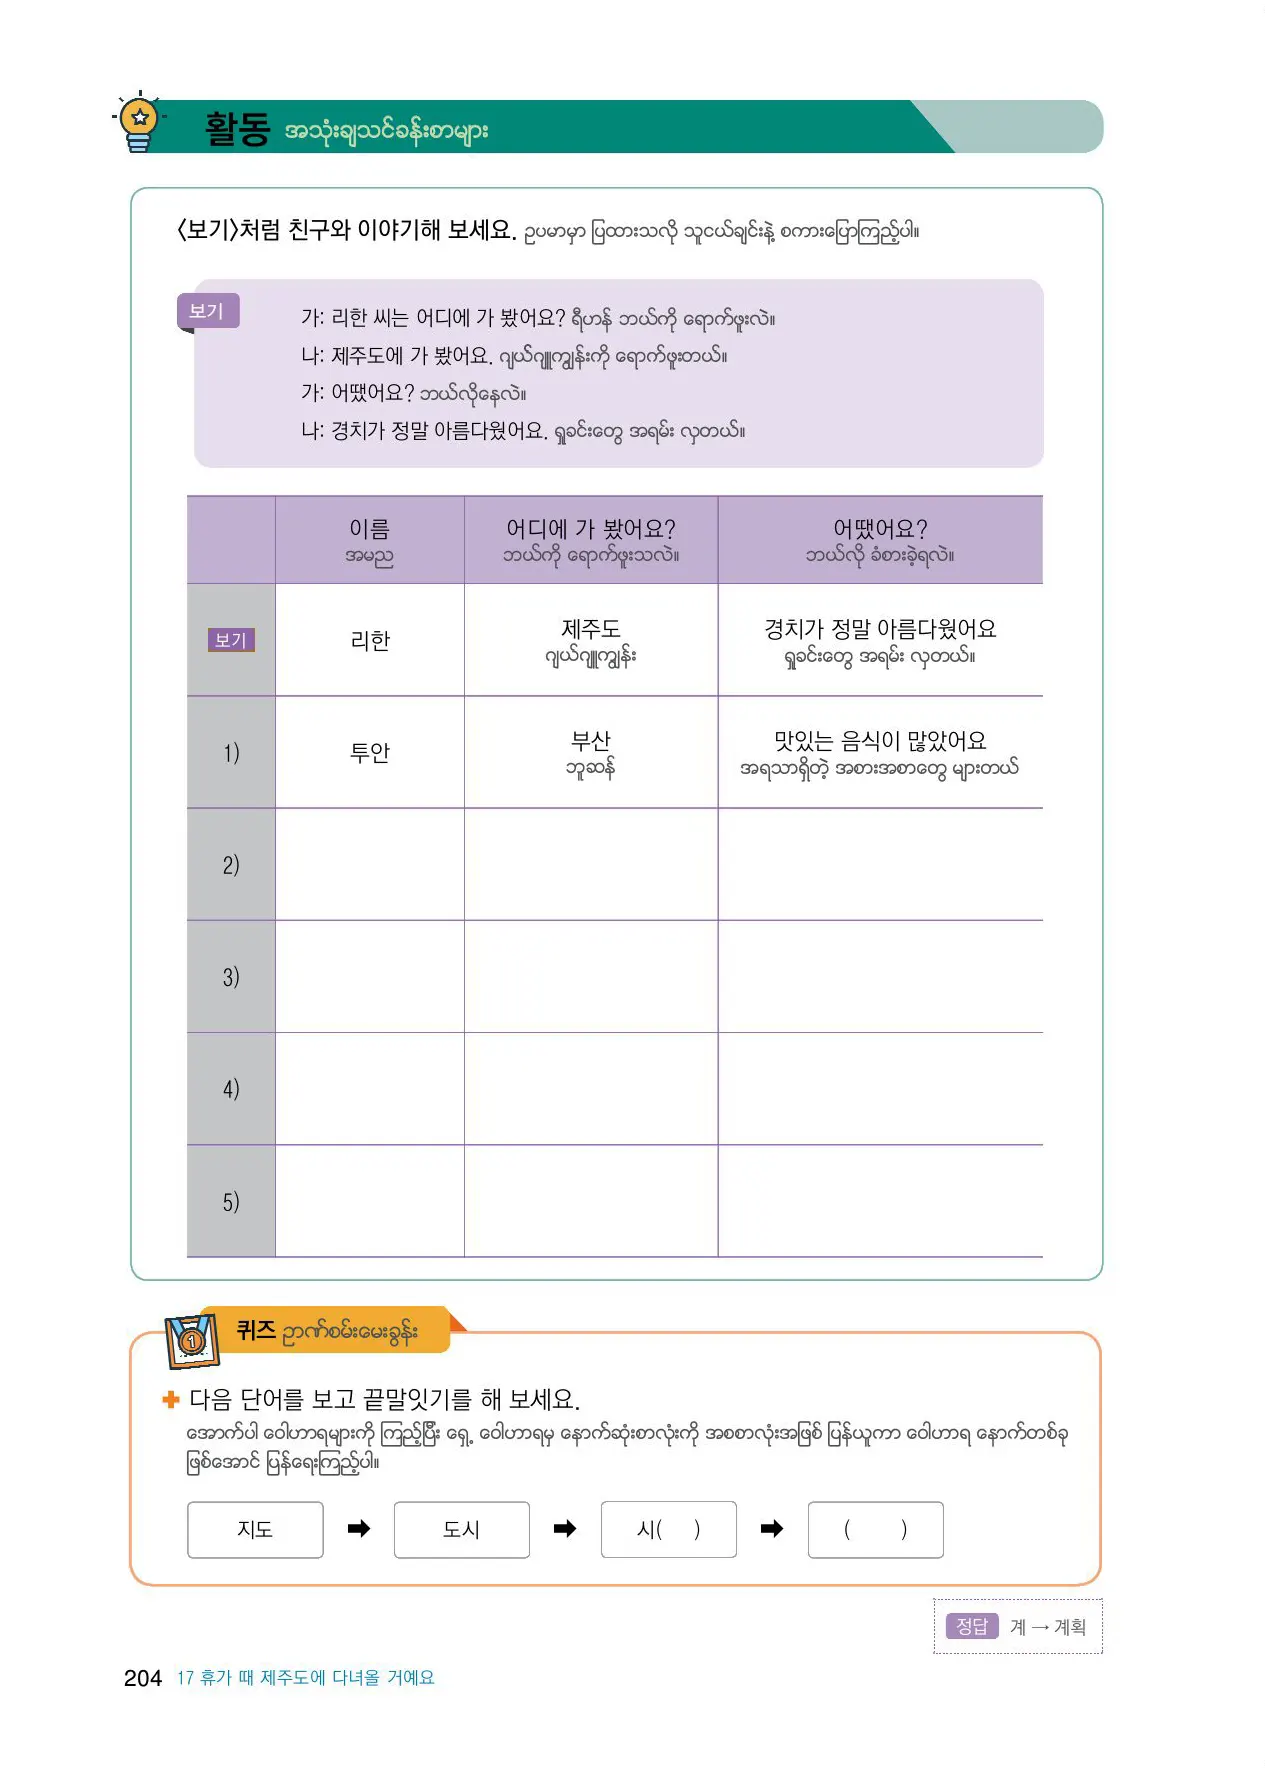 활동 အသုံးချသင်ခန်းစာများ
<보기>처럼 친구와 이야기해 보세요. ဥပမာမှာ ပြထားသလို သူငယ်ချင်းနဲ့ စကားပြောကြည့်ပါ။
보기
가: 리한 씨는 어디에 가 봤어요? ရီဟန် ဘယ်ကို ရောက်ဖူးလဲ။
나: 제주도에 가 봤어요. ဂျယ်ဂျူကျွန်းကို ရောက်ဖူးတယ်။
가: 어땠어요? ဘယ်လိုနေလဲ။
나: 경치가 정말 아름다웠어요. ရှုခင်းတွေ အရမ်း လှတယ်။
이름 어디에 가 봤어요? 어땠어요?
အမည ဘယ်ကို ရောက်ဖူးသလဲ။ ဘယ်လို ခံစားခဲ့ရလဲ။
보기 리한 제주도 경치가 정말 아름다웠어요
ဂျယ်ဂျူကျွန်း ရှုခင်းတွေ အရမ်း လှတယ်။
1) 투안 부산 맛있는 음식이 많았어요
ဘူဆန် အရသာရှိတဲ့ အစားအစာတွေ များတယ်
2)
3)
4)
5)
퀴즈 ဉာဏ်စမ်းမေးခွန်း
다음 단어를 보고 끝말잇기를 해 보세요.
အောက်ပါ ဝေါဟာရများကို ကြည့်ပြီး ရှေ့ ဝေါဟာရမှ နောက်ဆုံးစာလုံးကို အစစာလုံးအဖြစ် ပြန်ယူကာ ဝေါဟာရ နောက်တစ်ခု
ဖြစ်အောင် ပြန်ရေးကြည့်ပါ။
지도 ➡ 도시 ➡ 시( ) ➡ ( )
정답 계 → 계획
204 17 휴가 때 제주도에 다녀올 거예요